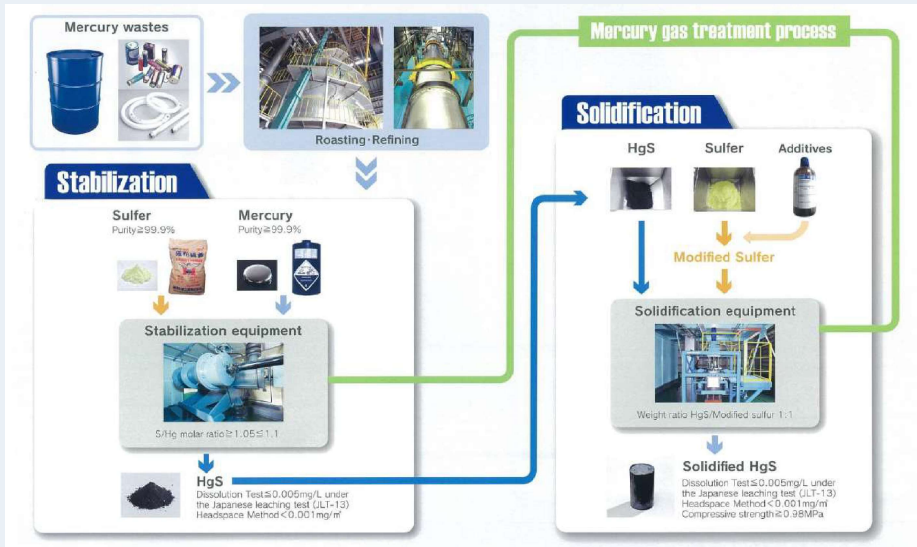 Mercury wastes
Roasting·Refining
Mercury gas treatment process
Stabilization
Sulfer
Purity≧99.9%
Mercury
Purity≧99.9%
Stabilization equipment
S/Hg molar ratio≧1.05≦1.1
HgS
Dissolution Test≦0.005mg/L under
the Japanese leaching test (JLT-13)
Headspace Method<0.001mg/㎥
Solidification
HgS
Sulfer
Additives
Modified Sulfer
Solidification equipment
Weight ratio HgS/Modified sulfur 1:1
Solidified HgS
Dissolution Test≦0.005mg/L under
the Japanese leaching test (JLT-13)
Headspace Method<0.001mg/㎥
Compressive strength≧0.98MPa